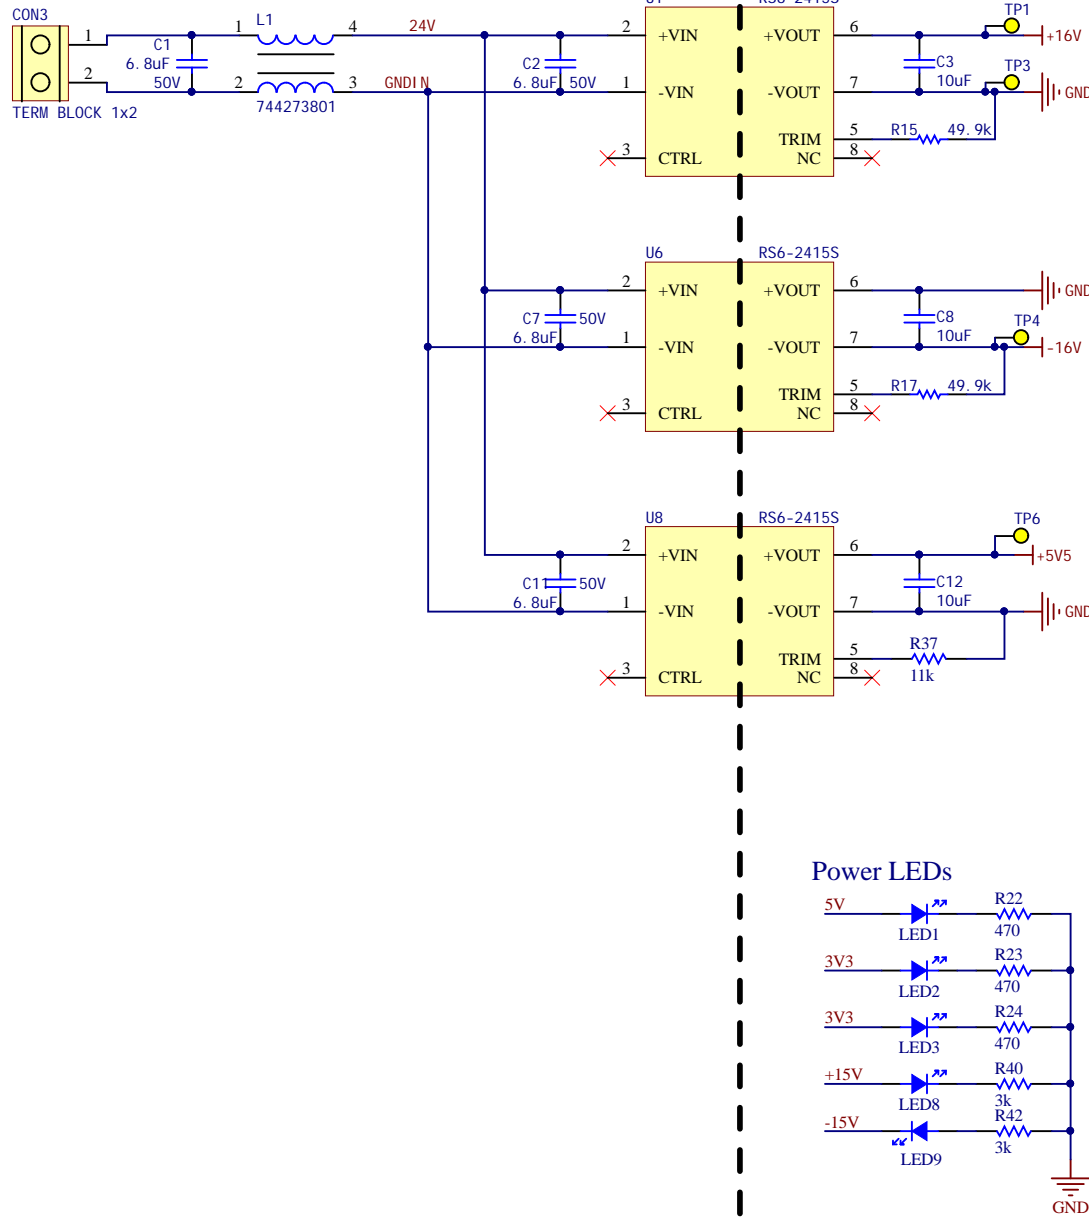 CON3
1
2
TERM BLOCK 1x2
C1
6.8uF
50V
L1
1
4
2
3
744273801
24V
GNDIN
C2
6.8uF
50V
2
+VIN
1
-VIN
3
CTRL
+VOUT
6
-VOUT
7
TRIM
5
NC
8
C3
10uF
R15
49.9k
TP1
+16V
TP3
GND
U6
RS6-2415S
C7
50V
6.8uF
2
+VIN
1
-VIN
3
CTRL
+VOUT
6
-VOUT
7
TRIM
5
NC
8
C8
10uF
R17
49.9k
GND
TP4
-16V
U8
RS6-2415S
C11
50V
6.8uF
2
+VIN
1
-VIN
3
CTRL
+VOUT
6
-VOUT
7
TRIM
5
NC
8
C12
10uF
R37
11k
TP6
+5V5
GND
Power LEDs
5V
LED1
R22
470
3V3
LED2
R23
470
3V3
LED3
R24
470
+15V
LED8
R40
3k
-15V
LED9
R42
3k
GND